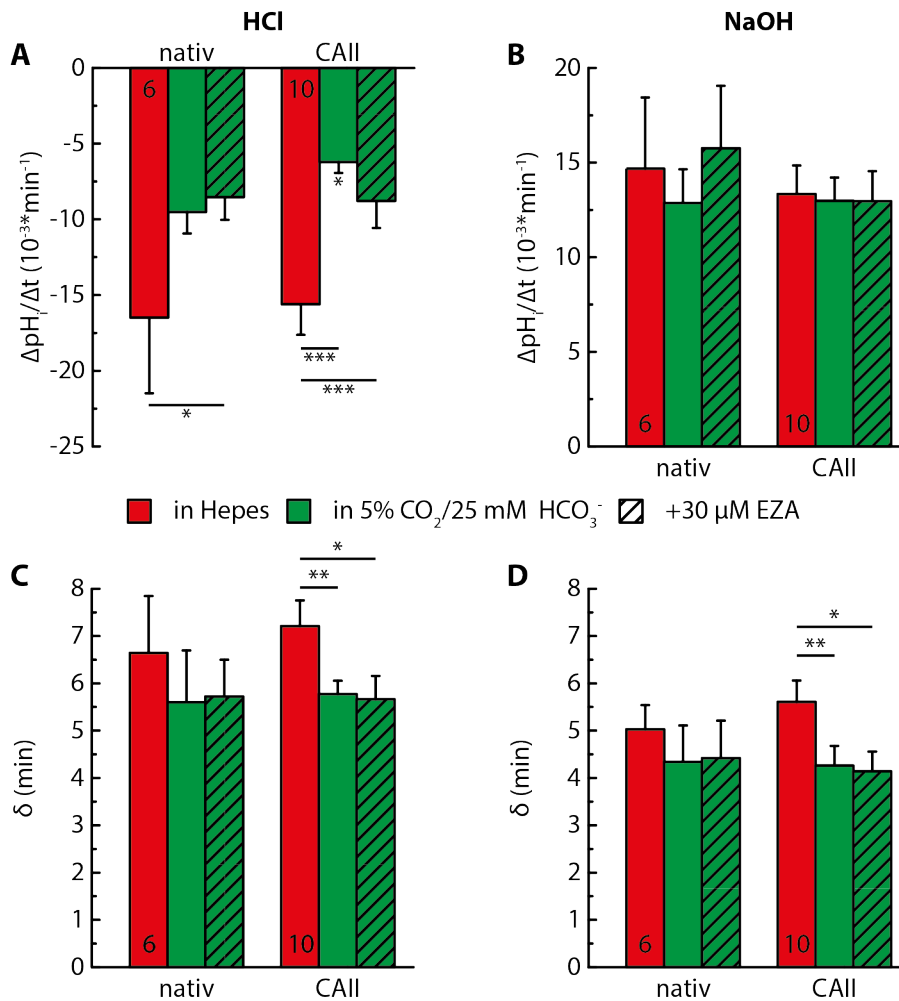 HCl
NaOH
A
nativ
CAII
B
0
-5
-10
-15
-20
-25
ΔpHᵢ/Δt (10⁻³*min⁻¹)
6
10
*
***
***
*
20
15
10
5
0
ΔpHᵢ/Δt (10⁻³*min⁻¹)
6
10
nativ
CAII
in Hepes
in 5% CO₂/25 mM HCO₃⁻
+30 µM EZA
C
8
7
6
5
4
3
2
1
0
δ (min)
*
**
6
10
nativ
CAII
D
8
7
6
5
4
3
2
1
0
δ (min)
*
**
6
10
nativ
CAII